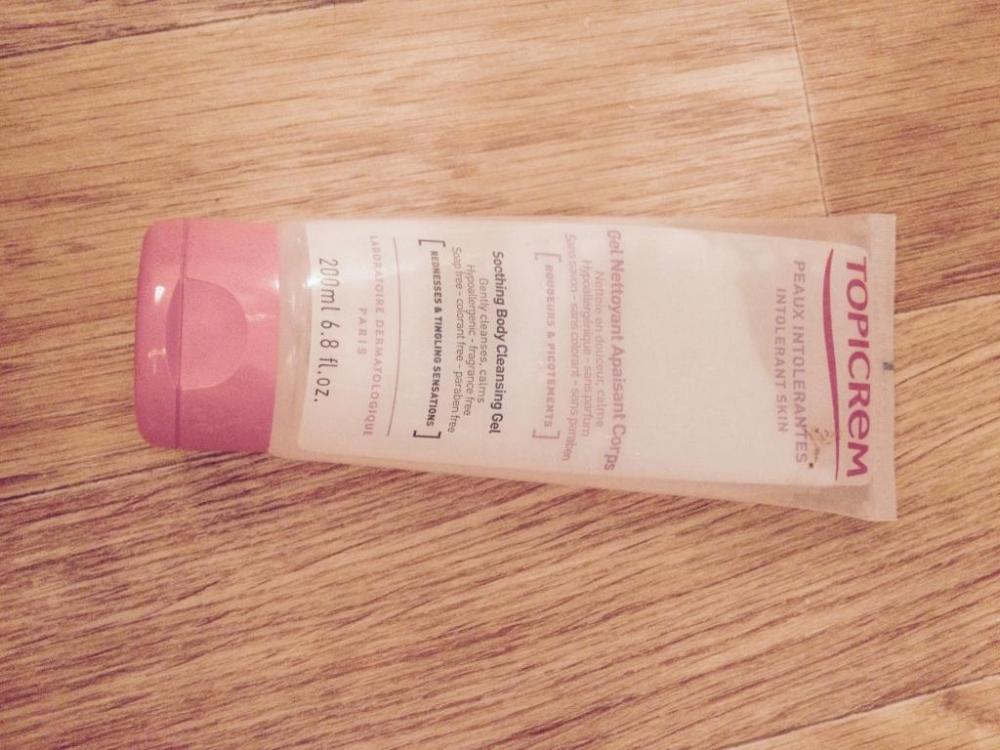 TOPICREM
PEAUX INTOLERANTES
INTOLERANT SKIN
Gel Nettoyant Apaisant Corps
Nettoie en douceur, calme
Hypoallergénique - sans parfum
Sans savon - sans colorant - sans paraben
[ ROUGEURS & PICOTEMENTS ]
Soothing Body Cleansing Gel
Gently cleanses, calms
Hypoallergenic - fragrance free
Soap free - colorant free - paraben free
[ REDNESSES & TINGLING SENSATIONS ]
LABORATOIRE DERMATOLOGIQUE
PARIS
200ml 6.8 fl.oz.